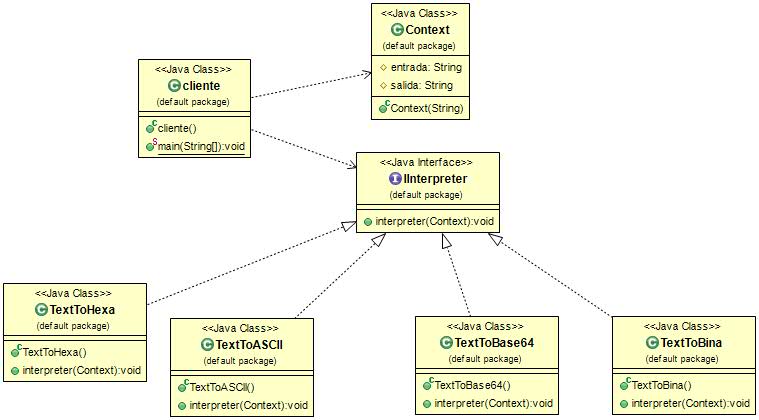 <<Java Class>>
Context
(default package)
entrada: String
salida: String
Context(String)
<<Java Class>>
cliente
(default package)
cliente()
main(String[]):void
<<Java Interface>>
IInterpreter
(default package)
interpreter(Context):void
<<Java Class>>
TextToHexa
(default package)
TextToHexa()
interpreter(Context):void
<<Java Class>>
TextToASCII
(default package)
TextToASCII()
interpreter(Context):void
<<Java Class>>
TextToBase64
(default package)
TextToBase64()
interpreter(Context):void
<<Java Class>>
TextToBina
(default package)
TextToBina()
interpreter(Context):void